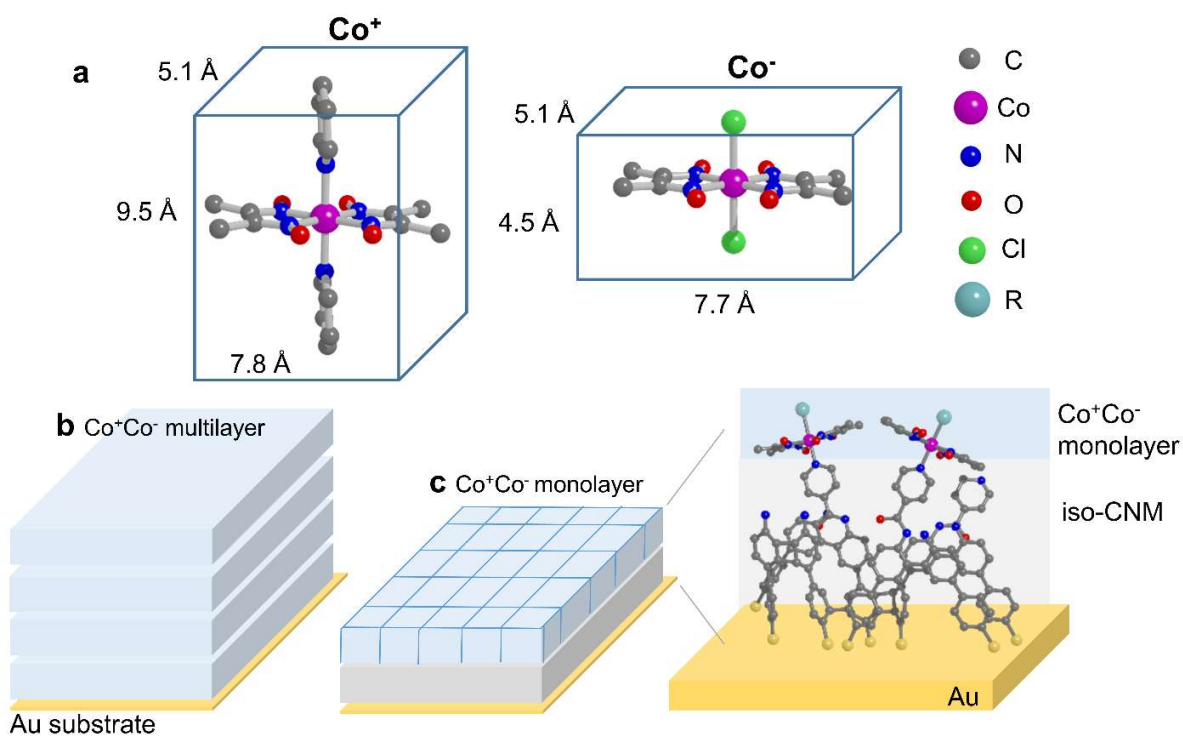 Co⁺
a
5.1 Å
9.5 Å
7.8 Å
Co⁻
5.1 Å
4.5 Å
7.7 Å
C
Co
N
O
Cl
R
b Co⁺Co⁻ multilayer
Au substrate
c Co⁺Co⁻ monolayer
Co⁺Co⁻
monolayer
iso-CNM
Au